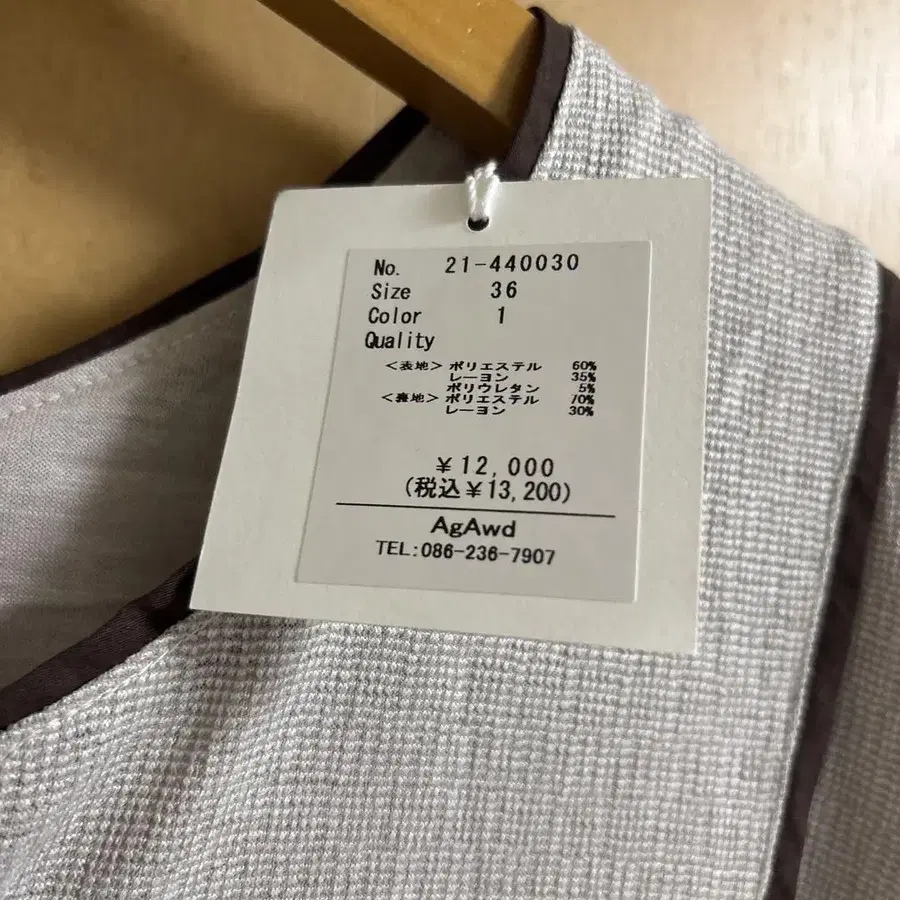 No. 21-440030
Size 36
Color 1
Quality
<表地> ポリエステル 60%
レーヨン 35%
ポリウレタン 5%
<裏地> ポリエステル 70%
レーヨン 30%
¥12,000
(税込¥13,200)
AgAwd
TEL:086-236-7907